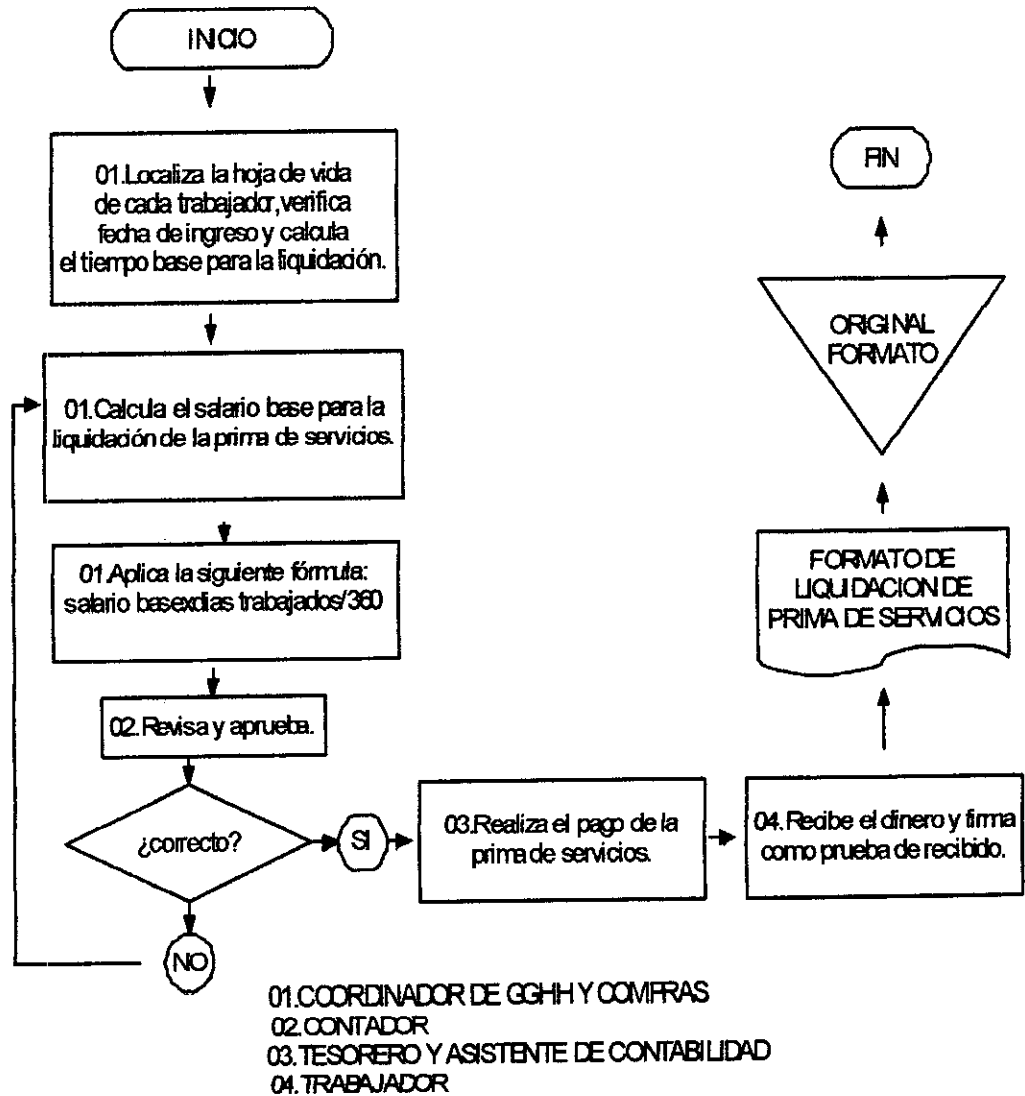 INICIO
01.Localiza la hoja de vida
de cada trabajador,verifica
fecha de ingreso y calcula
el tiempo base para la liquidación.
01.Calcula el salario base para la
liquidación de la prima de servicios.
01.Aplica la siguiente fórmula:
salario basexdias trabajados/360
02.Revisa y aprueba.
¿correcto?
SI
NO
03.Realiza el pago de la
prima de servicios.
04.Recibe el dinero y firma
como prueba de recibido.
FORMATO DE
LIQUIDACION DE
PRIMA DE SERVICIOS
ORIGINAL
FORMATO
FIN
01.COORDINADOR DE GGHH Y COMPRAS
02.CONTADOR
03.TESORERO Y ASISTENTE DE CONTABILIDAD
04.TRABAJADOR